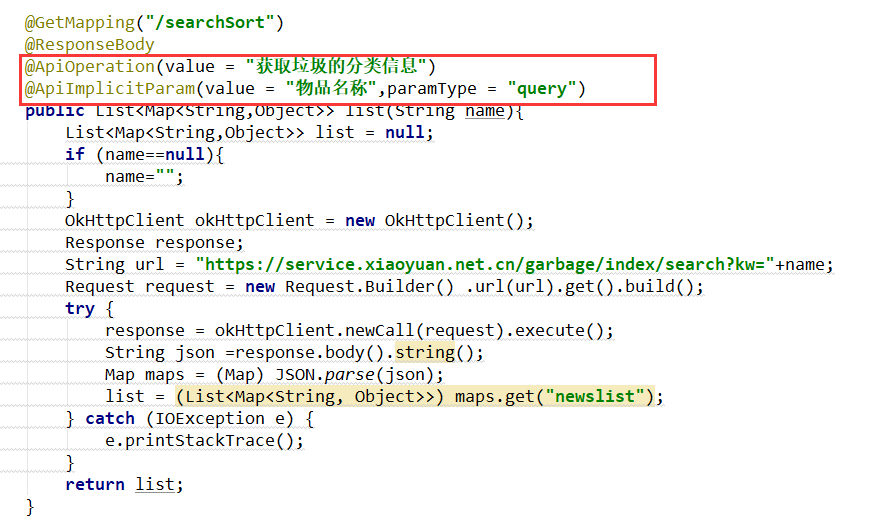 @GetMapping("/searchSort")
@ResponseBody
@ApiOperation(value = "获取垃圾的分类信息")
@ApiImplicitParam(value = "物品名称",paramType = "query")
public List<Map<String,Object>> list(String name){
    List<Map<String,Object>> list = null;
    if (name==null){
        name="";
    }
    OkHttpClient okHttpClient = new OkHttpClient();
    Response response;
    String url = "https://service.xiaoyuan.net.cn/garbage/index/search?kw="+name;
    Request request = new Request.Builder() .url(url).get().build();
    try {
        response = okHttpClient.newCall(request).execute();
        String json =response.body().string();
        Map maps = (Map) JSON.parse(json);
        list = (List<Map<String, Object>>) maps.get("newslist");
    } catch (IOException e) {
        e.printStackTrace();
    }
    return list;
}